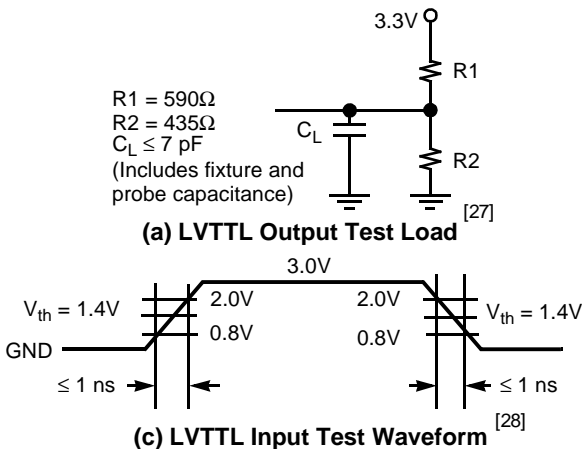 3.3V
R1
R1 = 590Ω
R2 = 435Ω
C_L ≤ 7 pF
(Includes fixture and
probe capacitance)
C_L
R2
[27]
(a) LVTTL Output Test Load
3.0V
V_th = 1.4V
2.0V
0.8V
GND
2.0V
0.8V
V_th = 1.4V
≤ 1 ns
≤ 1 ns
[28]
(c) LVTTL Input Test Waveform